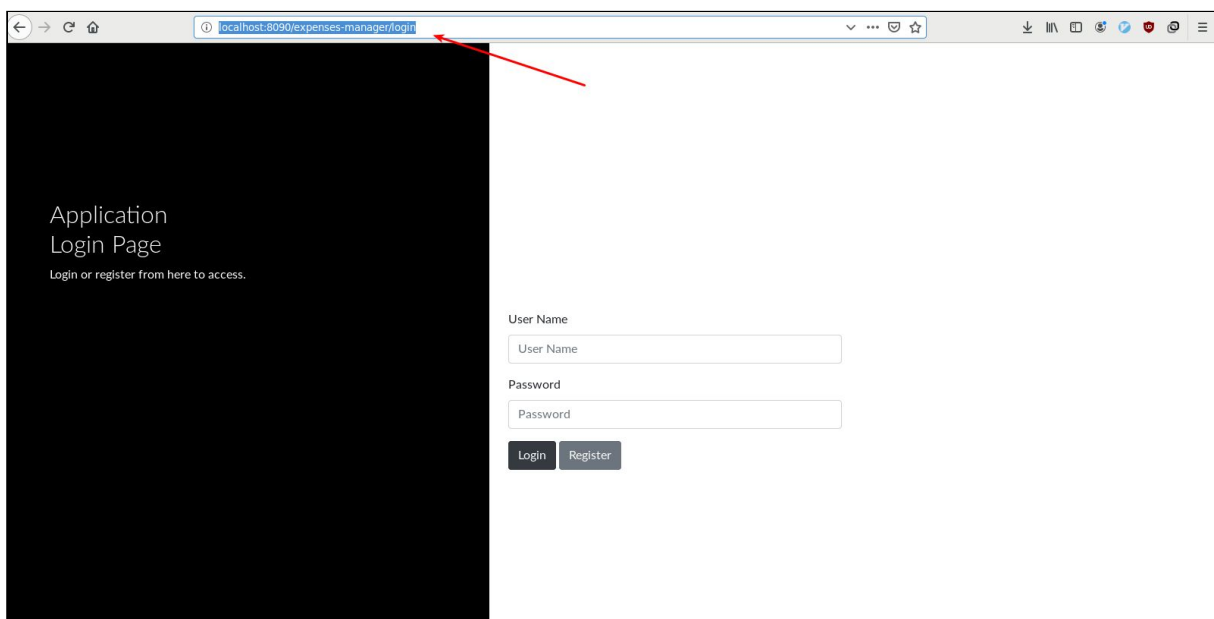 localhost:8090/expenses-manager/login
Application
Login Page
Login or register from here to access.
User Name
User Name
Password
Password
Login Register